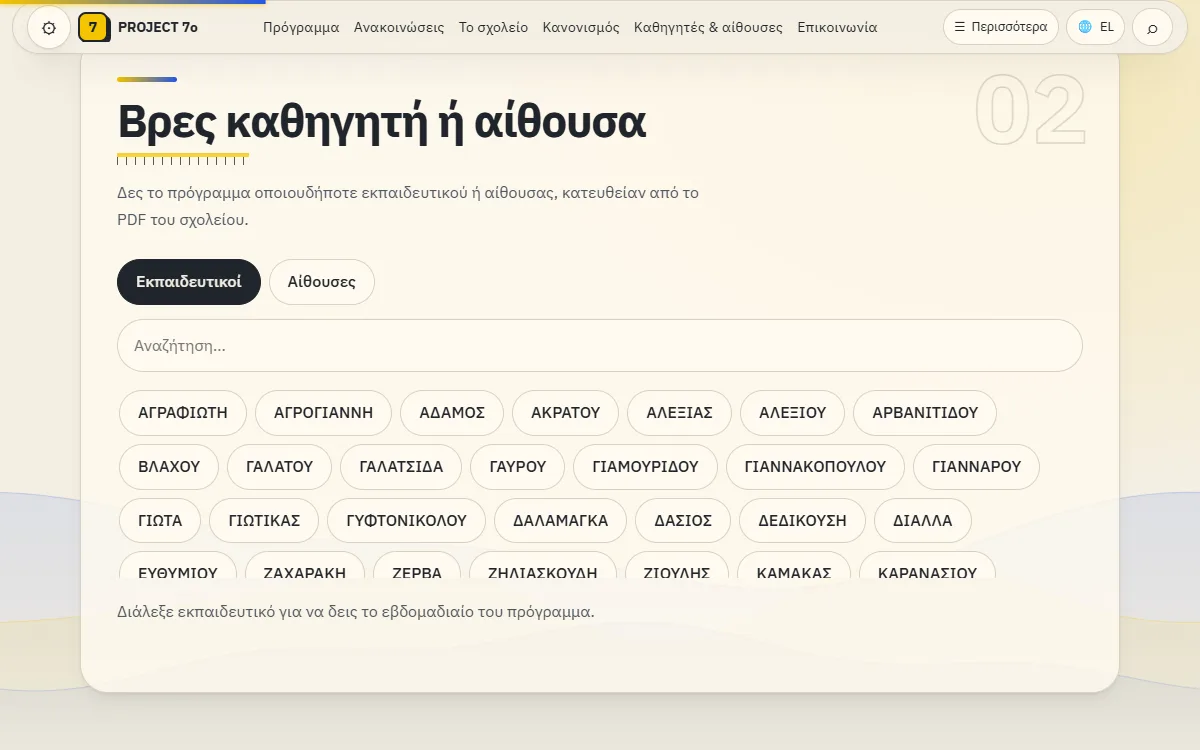 ⚙ 7 PROJECT 7ο Πρόγραμμα Ανακοινώσεις Το σχολείο Κανονισμός Καθηγητές & αίθουσες Επικοινωνία ☰ Περισσότερα 🌐 EL ⌕
02
Βρες καθηγητή ή αίθουσα
Δες το πρόγραμμα οποιουδήποτε εκπαιδευτικού ή αίθουσας, κατευθείαν από το
PDF του σχολείου.
Εκπαιδευτικοί Αίθουσες
Αναζήτηση...
ΑΓΡΑΦΙΩΤΗ ΑΓΡΟΓΙΑΝΝΗ ΑΔΑΜΟΣ ΑΚΡΑΤΟΥ ΑΛΕΞΙΑΣ ΑΛΕΞΙΟΥ ΑΡΒΑΝΙΤΙΔΟΥ
ΒΛΑΧΟΥ ΓΑΛΑΤΟΥ ΓΑΛΑΤΣΙΔΑ ΓΑΥΡΟΥ ΓΙΑΜΟΥΡΙΔΟΥ ΓΙΑΝΝΑΚΟΠΟΥΛΟΥ ΓΙΑΝΝΑΡΟΥ
ΓΙΩΤΑ ΓΙΩΤΙΚΑΣ ΓΥΦΤΟΝΙΚΟΛΟΥ ΔΑΛΑΜΑΓΚΑ ΔΑΣΙΟΣ ΔΕΔΙΚΟΥΣΗ ΔΙΑΛΛΑ
ΕΥΘΥΜΙΟΥ ΖΑΧΑΡΑΚΗ ΖΕΡΒΑ ΖΗΛΙΑΣΚΟΥΔΗ ΖΙΟΥΛΗΣ ΚΑΜΑΚΑΣ ΚΑΡΑΝΑΣΙΟΥ
Διάλεξε εκπαιδευτικό για να δεις το εβδομαδιαίο του πρόγραμμα.